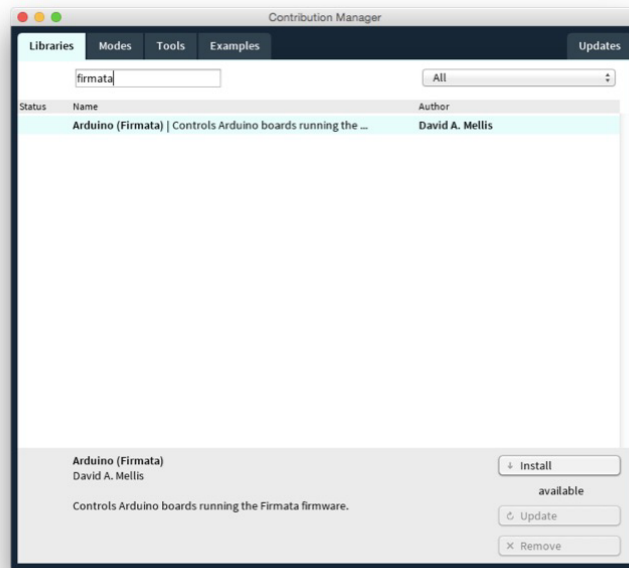 Contribution Manager
Libraries Modes Tools Examples Updates
firmata All
Status Name Author
Arduino (Firmata) | Controls Arduino boards running the ... David A. Mellis
Arduino (Firmata)
David A. Mellis
Install
available
Controls Arduino boards running the Firmata firmware.
Update
Remove